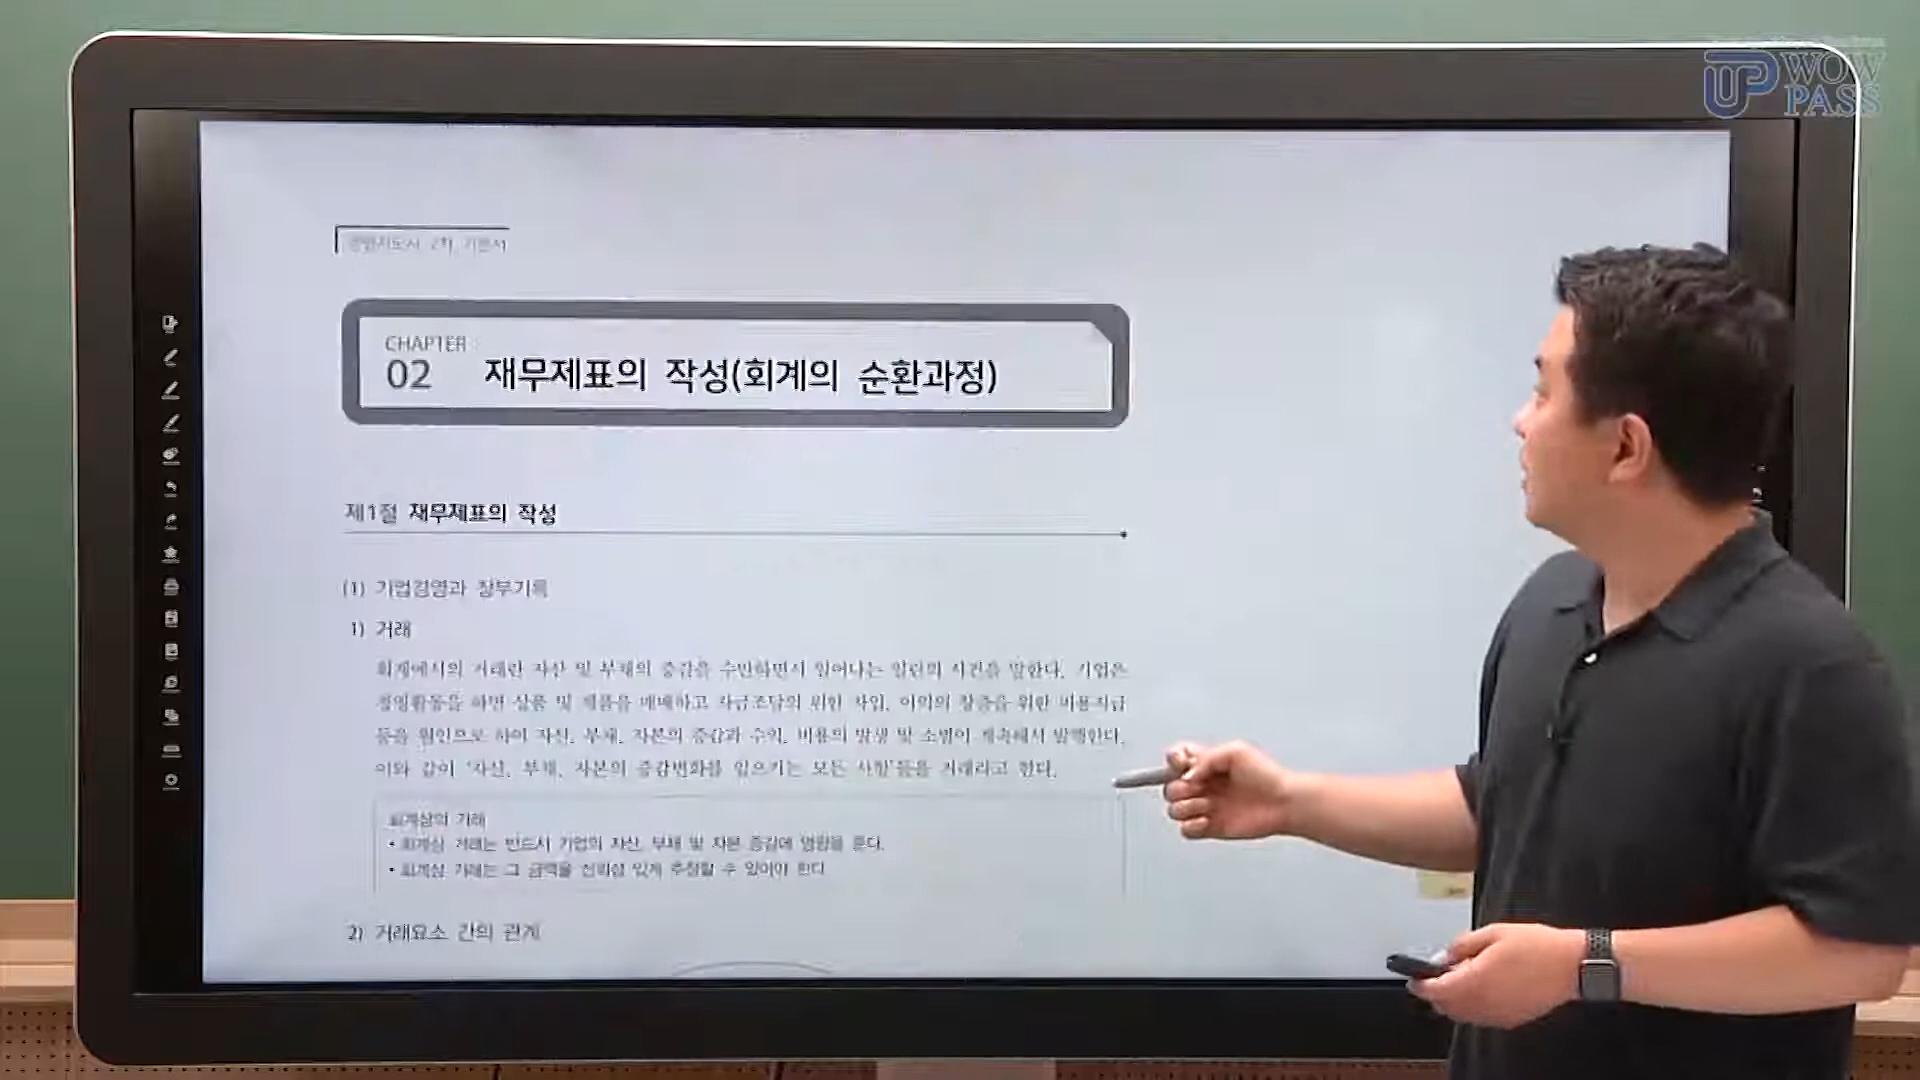 WOW
UP PASS
경영지도사 2차 기본서
CHAPTER
02 재무제표의 작성(회계의 순환과정)
제1절 재무제표의 작성
(1) 기업경영과 장부기록
1) 거래
회계에서의 거래란 자산 및 부채의 증감을 수반하면서 일어나는 일련의 사건을 말한다. 기업은
경영활동을 하면 상품 및 제품을 매매하고 자금조달의 위한 차입, 이익의 창출을 위한 비용지급
등을 원인으로 하여 자산, 부채, 자본의 증감과 수익, 비용의 발생 및 소멸이 계속해서 발행한다.
이와 같이 '자산, 부채, 자본의 증감변화를 일으키는 모든 사항'등을 거래라고 한다.
회계상의 거래
• 회계상 거래는 반드시 기업의 자산, 부채 및 자본 증감에 영향을 준다.
• 회계상 거래는 그 금액을 신뢰성 있게 측정할 수 있어야 한다
2) 거래요소 간의 관계